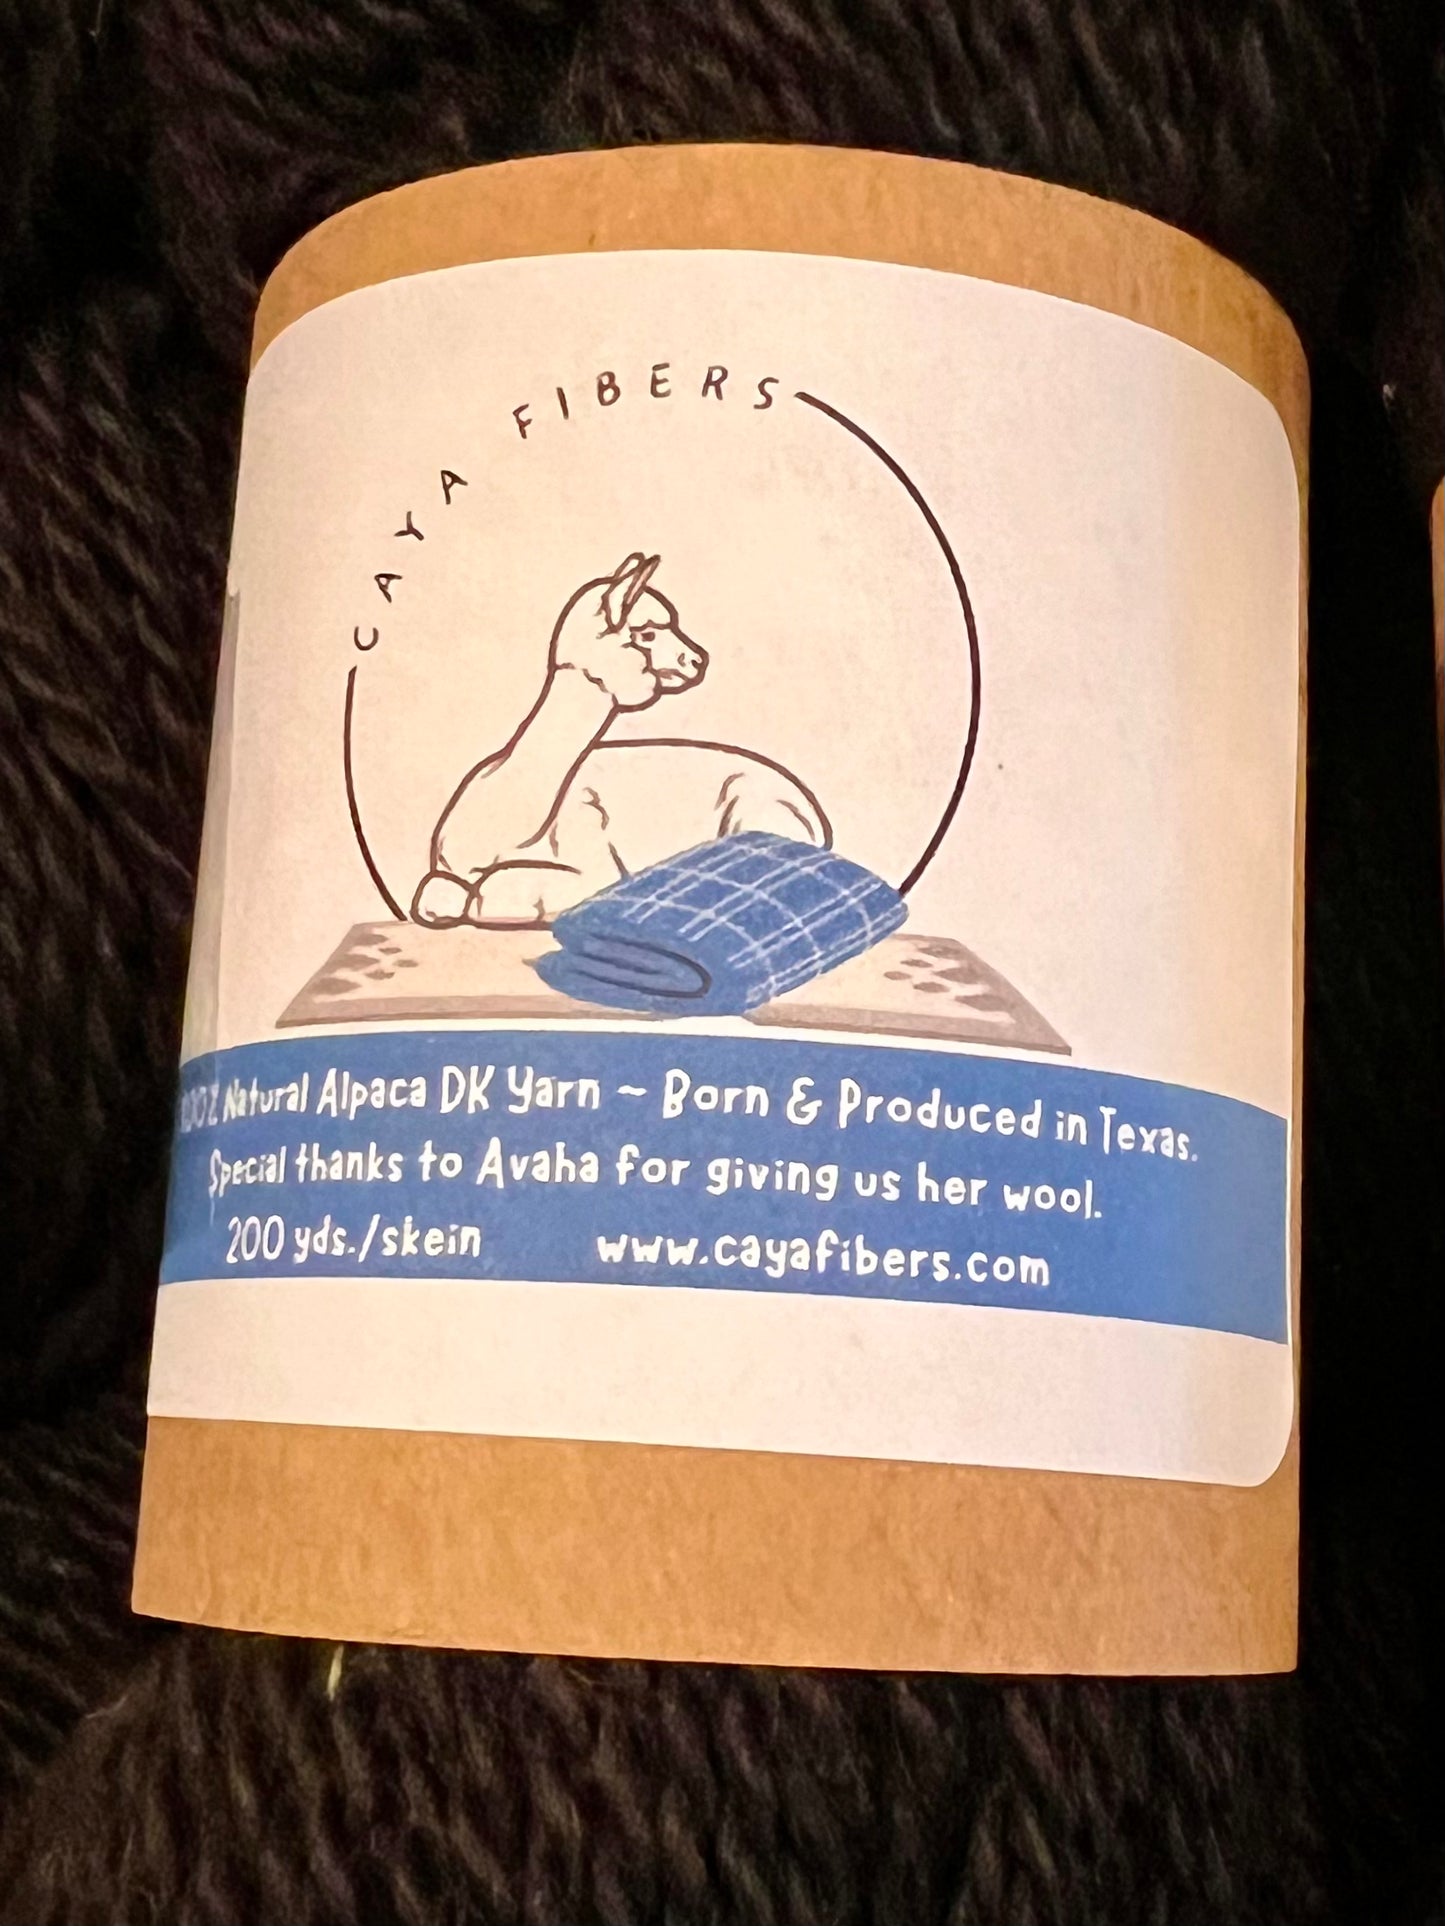 CAYA FIBERS
100% Natural Alpaca DK Yarn ~ Born & Produced in Texas.
Special thanks to Avaha for giving us her wool.
200 yds./skein www.cayafibers.com